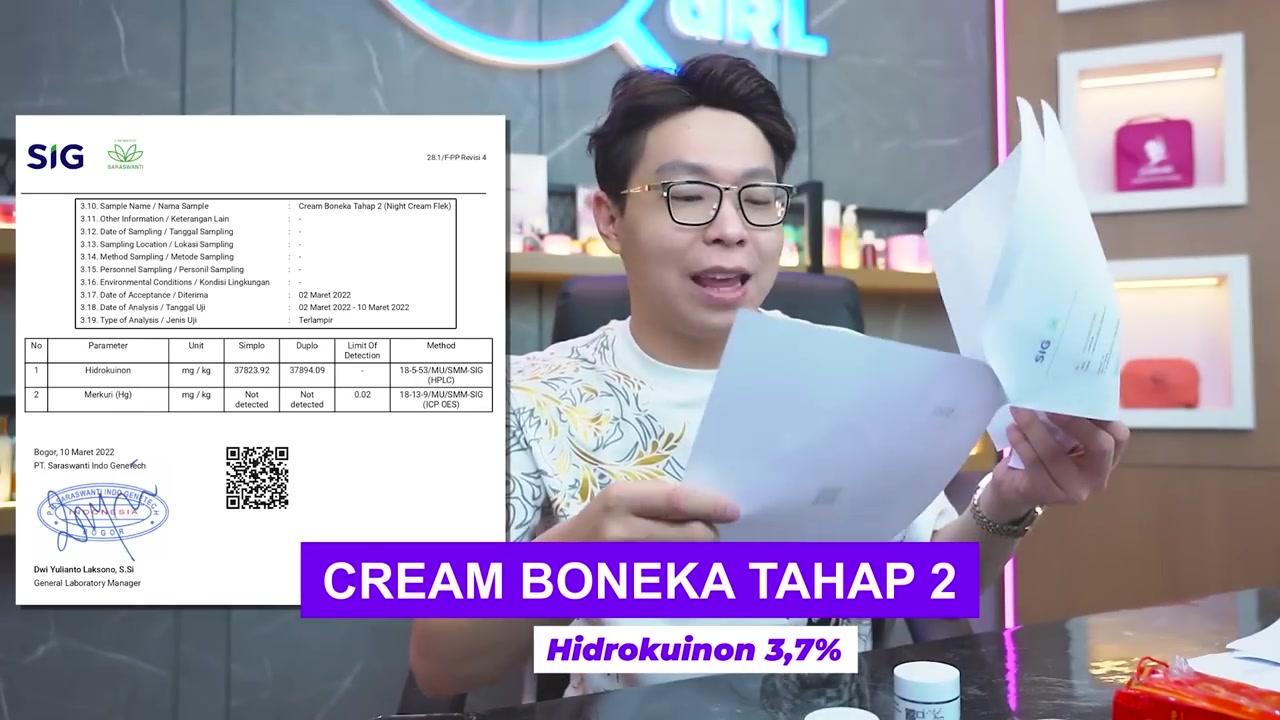 aRL
SIG
SARASWANTI
28.1/F-PP Revisi 4
3.10. Sample Name / Nama Sample : Cream Boneka Tahap 2 (Night Cream Flek)
3.11. Other Information / Keterangan Lain : -
3.12. Date of Sampling / Tanggal Sampling : -
3.13. Sampling Location / Lokasi Sampling : -
3.14. Method Sampling / Metode Sampling : -
3.15. Personnel Sampling / Personil Sampling : -
3.16. Environmental Conditions / Kondisi Lingkungan : -
3.17. Date of Acceptance / Diterima : 02 Maret 2022
3.18. Date of Analysis / Tanggal Uji : 02 Maret 2022 - 10 Maret 2022
3.19. Type of Analysis / Jenis Uji : Terlampir
No Parameter Unit Simplo Duplo Limit Of Detection Method
1 Hidrokuinon mg / kg 37823.92 37894.09 - 18-5-53/MU/SMM-SIG (HPLC)
2 Merkuri (Hg) mg / kg Not detected Not detected 0.02 18-13-9/MU/SMM-SIG (ICP OES)
Bogor, 10 Maret 2022
PT. Saraswanti Indo Genetech
PT SARASWANTI INDO GENETECH
INDONESIA
BOGOR
Dwi Yulianto Laksono, S.Si
General Laboratory Manager
SIG
CREAM BONEKA TAHAP 2
Hidrokuinon 3,7%